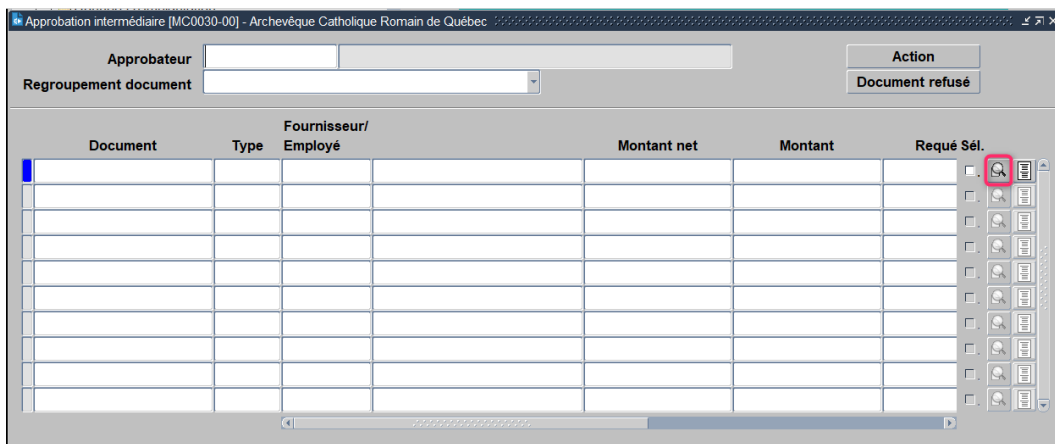 Approbation intermédiaire [MC0030-00] - Archevêque Catholique Romain de Québec
Approbateur
Action
Regroupement document
Document refusé
Fournisseur/
Document Type Employé Montant net Montant Requé Sél.